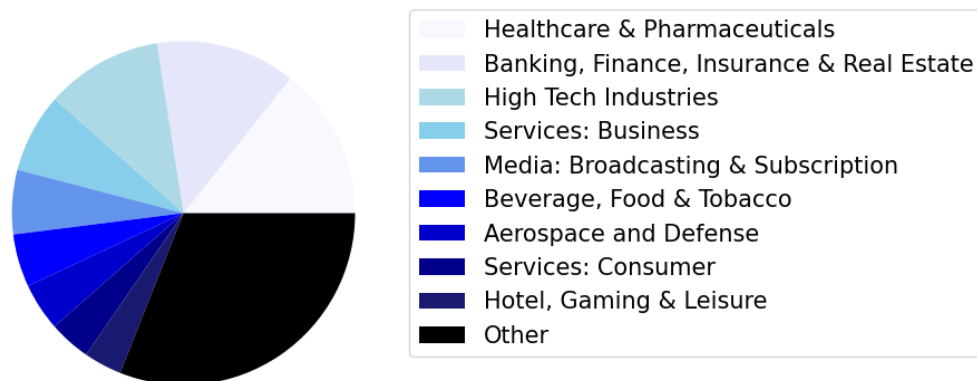 Healthcare & Pharmaceuticals
Banking, Finance, Insurance & Real Estate
High Tech Industries
Services: Business
Media: Broadcasting & Subscription
Beverage, Food & Tobacco
Aerospace and Defense
Services: Consumer
Hotel, Gaming & Leisure
Other